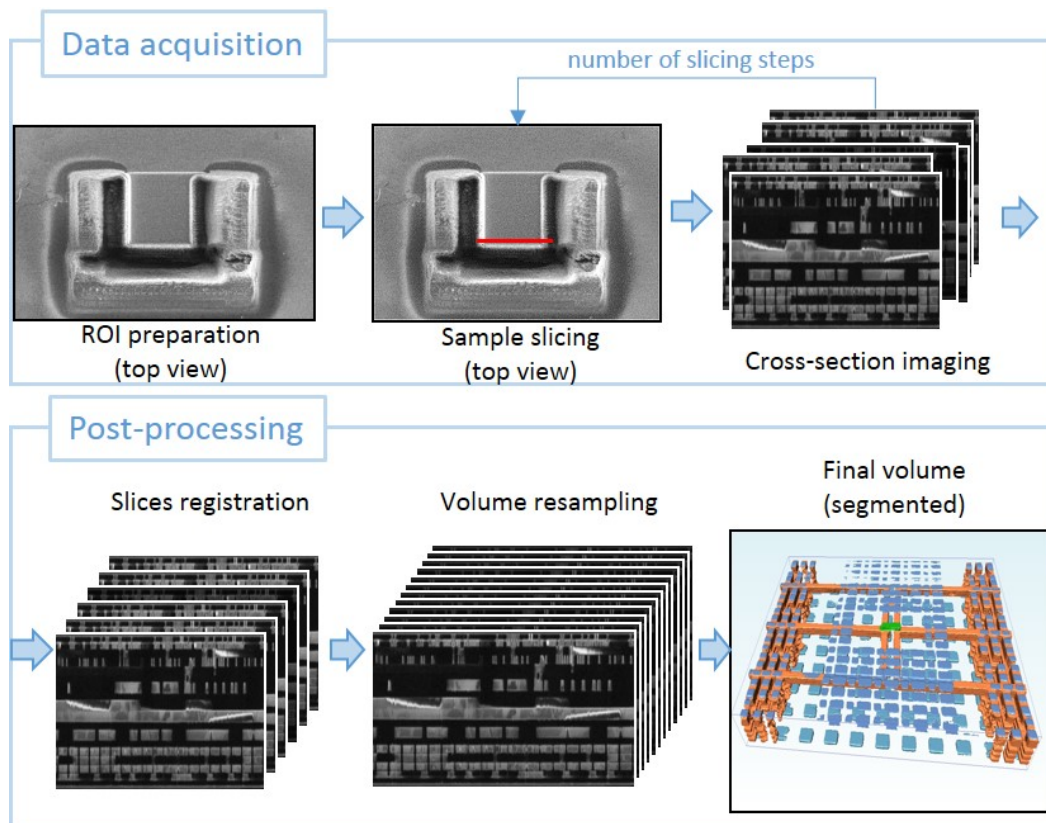 Data acquisition
number of slicing steps
ROI preparation
(top view)
Sample slicing
(top view)
Cross-section imaging
Post-processing
Slices registration
Volume resampling
Final volume
(segmented)